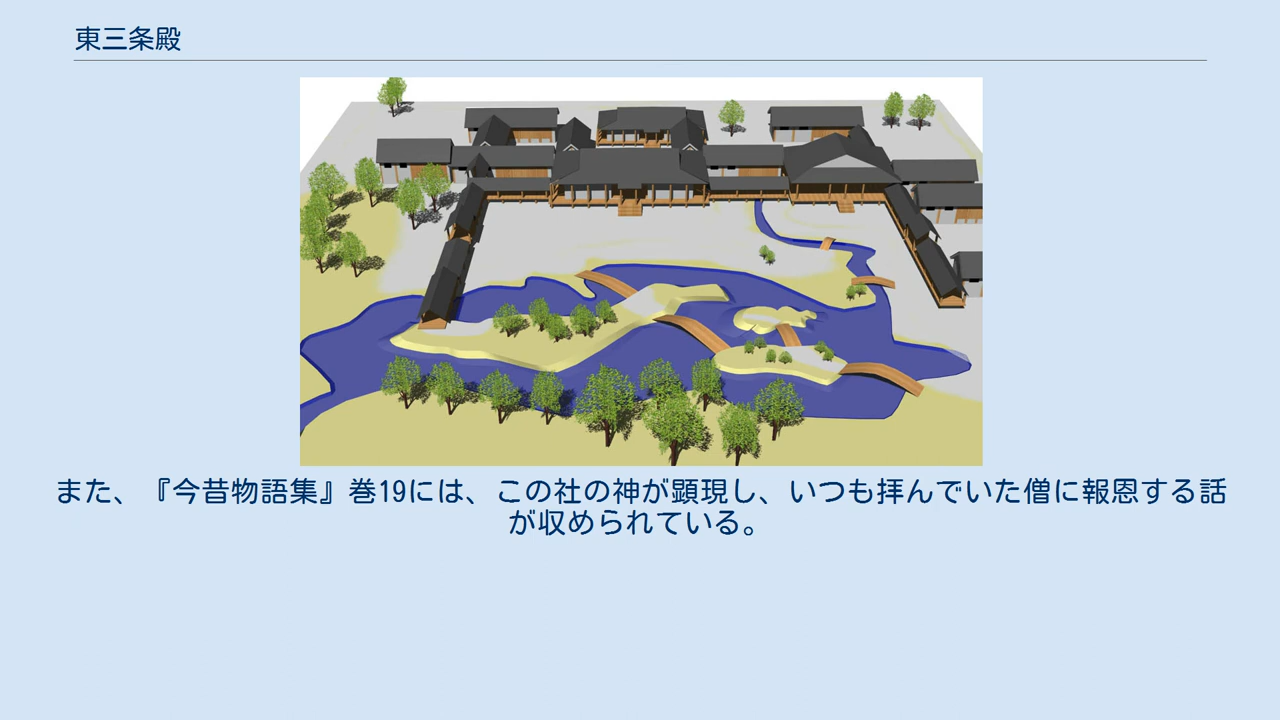 東三条殿
また、『今昔物語集』巻19には、この社の神が顕現し、いつも拝んでいた僧に報恩する話
が収められている。